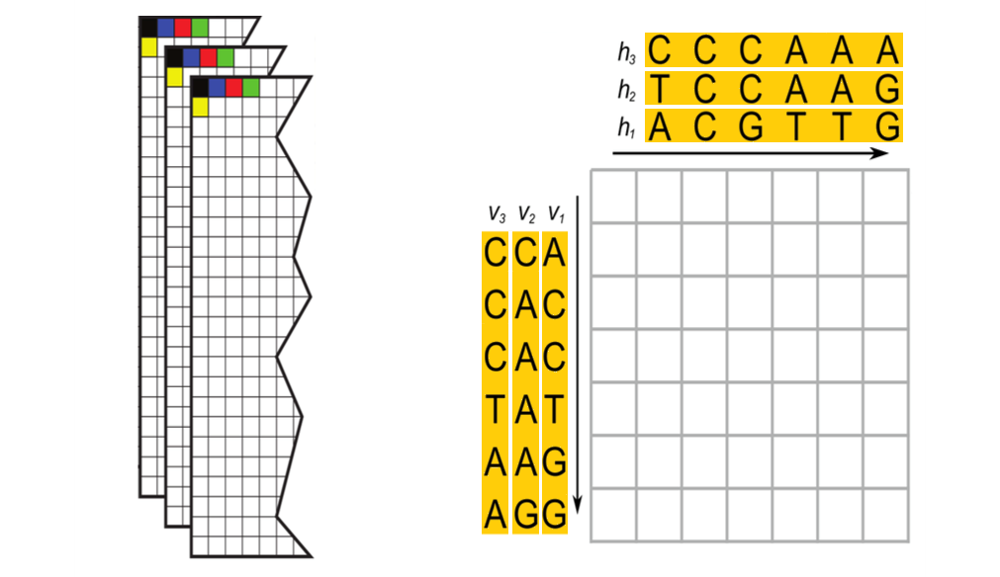 h3 C C C A A A
h2 T C C A A G
h1 A C G T T G
v3 v2 v1
C C A
C A C
C A C
T A T
A A G
A G G